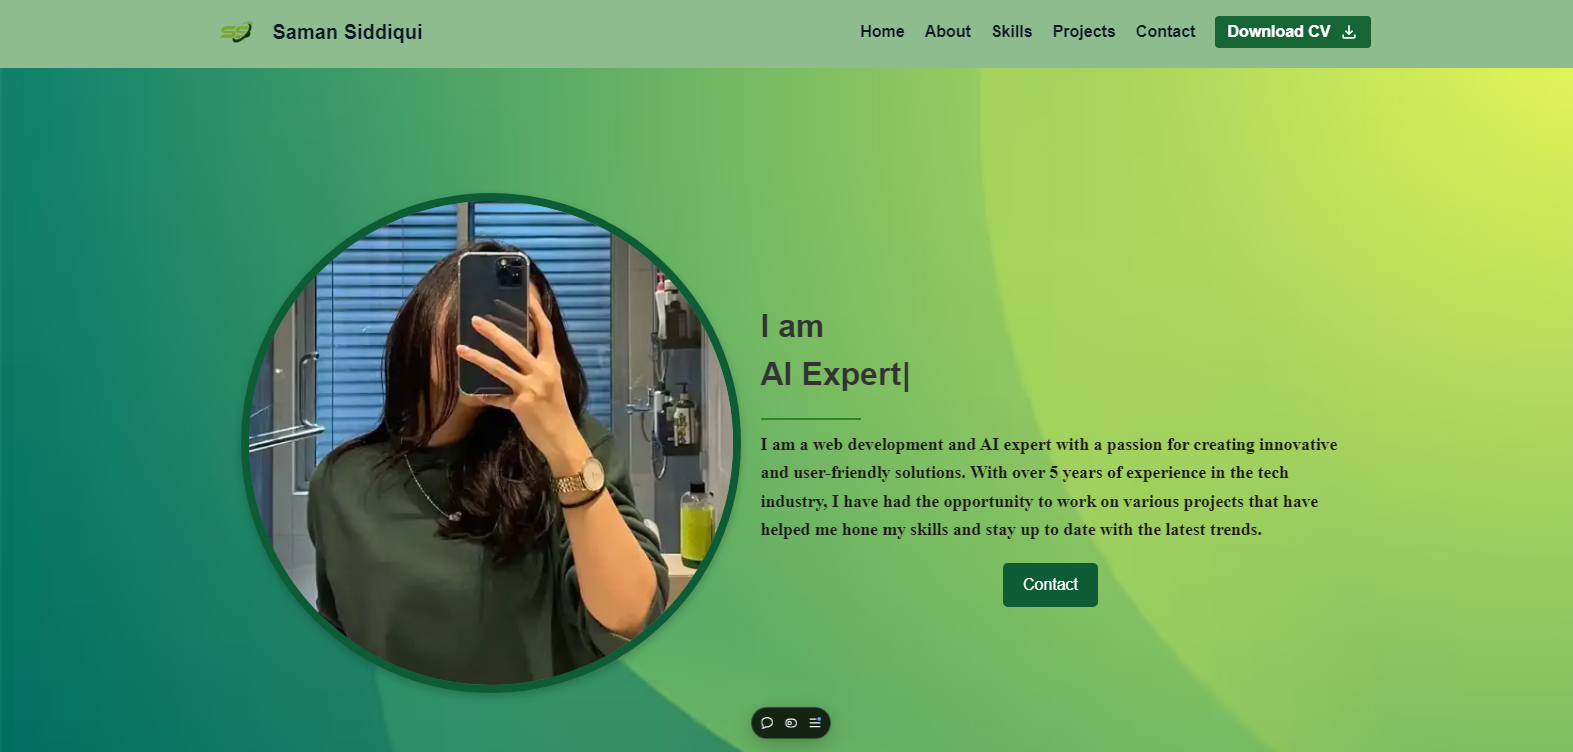 SS Saman Siddiqui
Home About Skills Projects Contact Download CV
I am
AI Expert|
I am a web development and AI expert with a passion for creating innovative
and user-friendly solutions. With over 5 years of experience in the tech
industry, I have had the opportunity to work on various projects that have
helped me hone my skills and stay up to date with the latest trends.
Contact